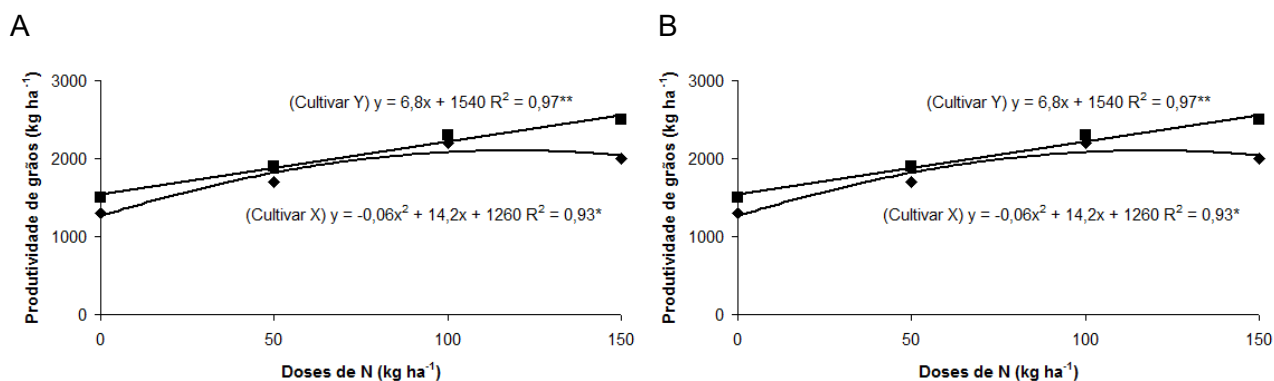 A
Produtividade de grãos (kg ha⁻¹)
3000
2000
1000
0
(Cultivar Y) y = 6,8x + 1540 R² = 0,97**
(Cultivar X) y = -0,06x² + 14,2x + 1260 R² = 0,93*
0 50 100 150
Doses de N (kg ha⁻¹)
B
Produtividade de grãos (kg ha⁻¹)
3000
2000
1000
0
(Cultivar Y) y = 6,8x + 1540 R² = 0,97**
(Cultivar X) y = -0,06x² + 14,2x + 1260 R² = 0,93*
0 50 100 150
Doses de N (kg ha⁻¹)